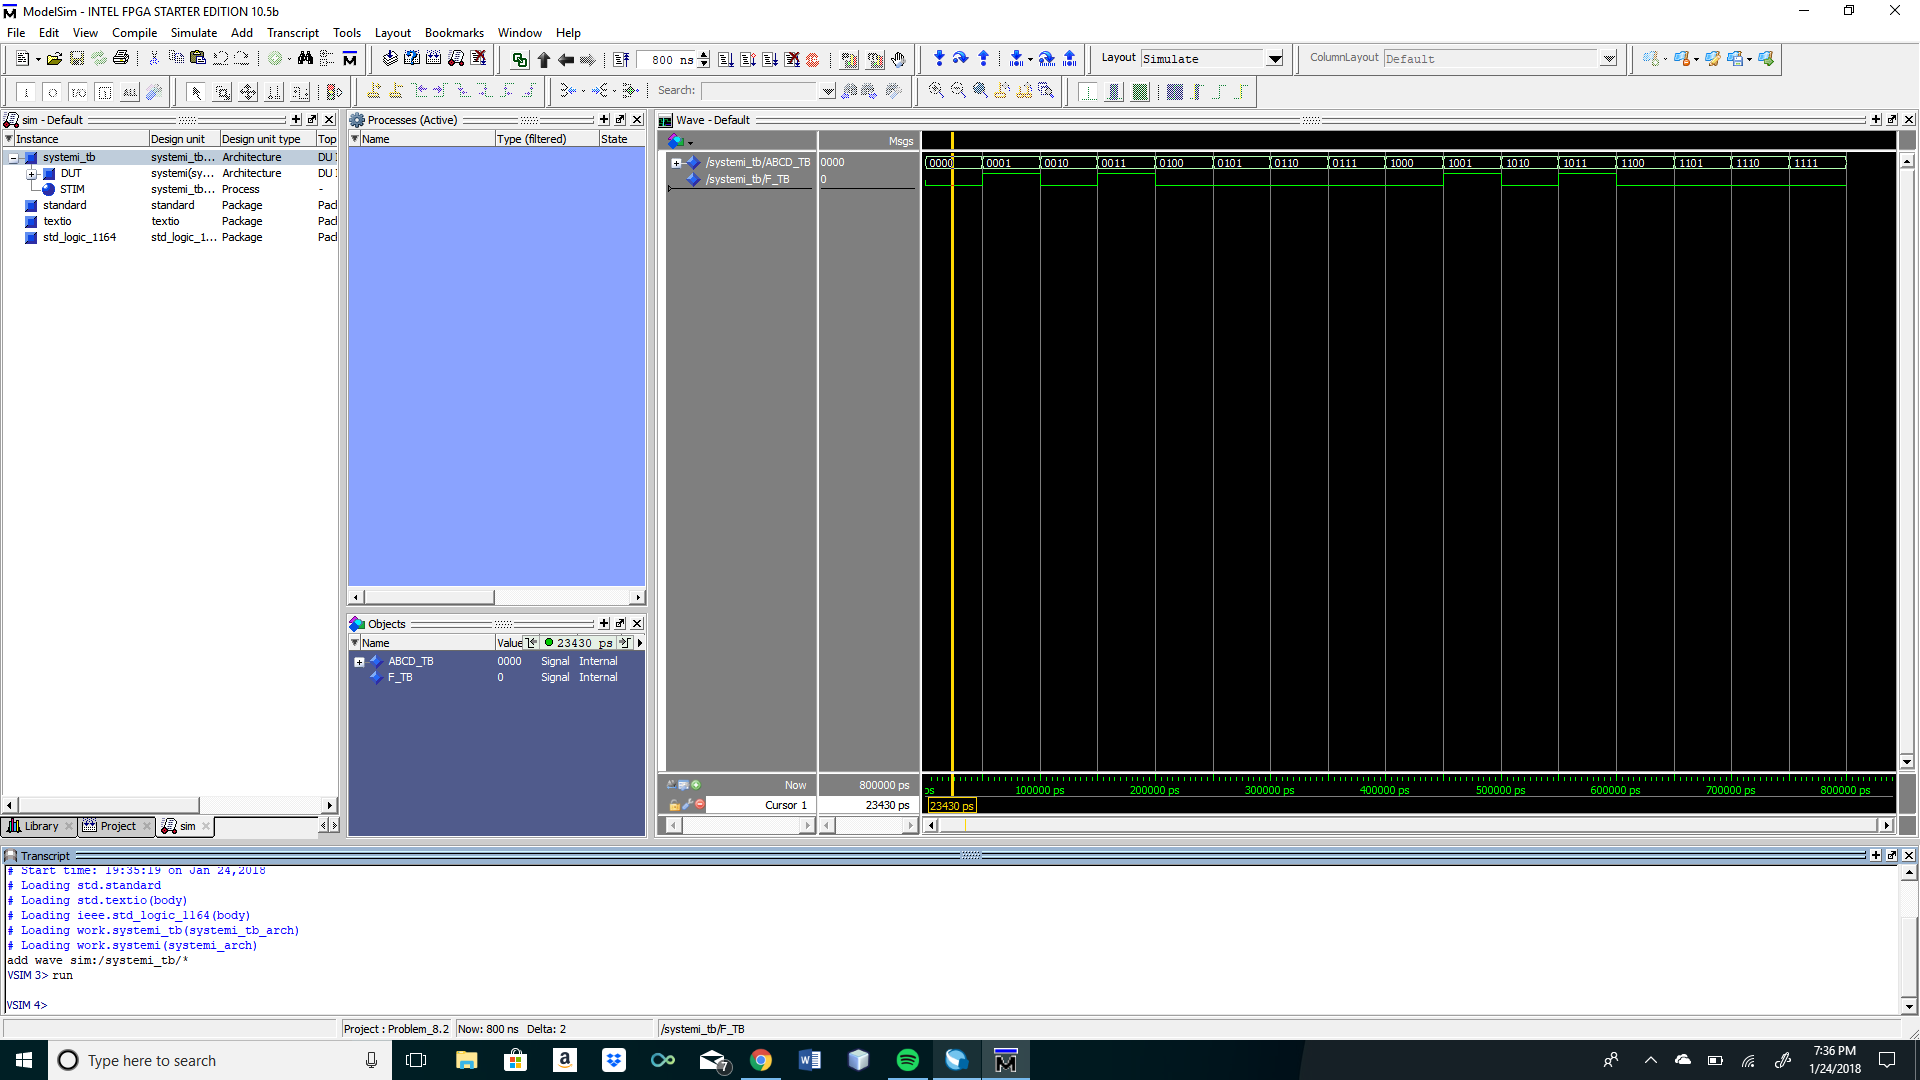 ModelSim - INTEL FPGA STARTER EDITION 10.5b
File Edit View Compile Simulate Add Transcript Tools Layout Bookmarks Window Help
800 ns
Layout Simulate
ColumnLayout Default
ALL
Search:
sim - Default
Instance Design unit Design unit type Top
systemi_tb systemi_tb... Architecture DU
DUT systemi(sy... Architecture DU
STIM systemi_tb... Process -
standard standard Package Pac
textio textio Package Pac
std_logic_1164 std_logic_1... Package Pac
Library Project sim
Processes (Active)
Name Type (filtered) State
Objects
Name Value 23430 ps
ABCD_TB 0000 Signal Internal
F_TB 0 Signal Internal
Wave - Default
Msgs
/systemi_tb/ABCD_TB 0000 0000 0001 0010 0011 0100 0101 0110 0111 1000 1001 1010 1011 1100 1101 1110 1111
/systemi_tb/F_TB 0
Now 800000 ps ps 100000 ps 200000 ps 300000 ps 400000 ps 500000 ps 600000 ps 700000 ps 800000 ps
Cursor 1 23430 ps 23430 ps
Transcript
# Start time: 19:35:19 on Jan 24,2018
# Loading std.standard
# Loading std.textio(body)
# Loading ieee.std_logic_1164(body)
# Loading work.systemi_tb(systemi_tb_arch)
# Loading work.systemi(systemi_arch)
add wave sim:/systemi_tb/*
VSIM 3> run
VSIM 4>
Project : Problem_8.2 Now: 800 ns Delta: 2 /systemi_tb/F_TB
Type here to search
7
7:36 PM
1/24/2018